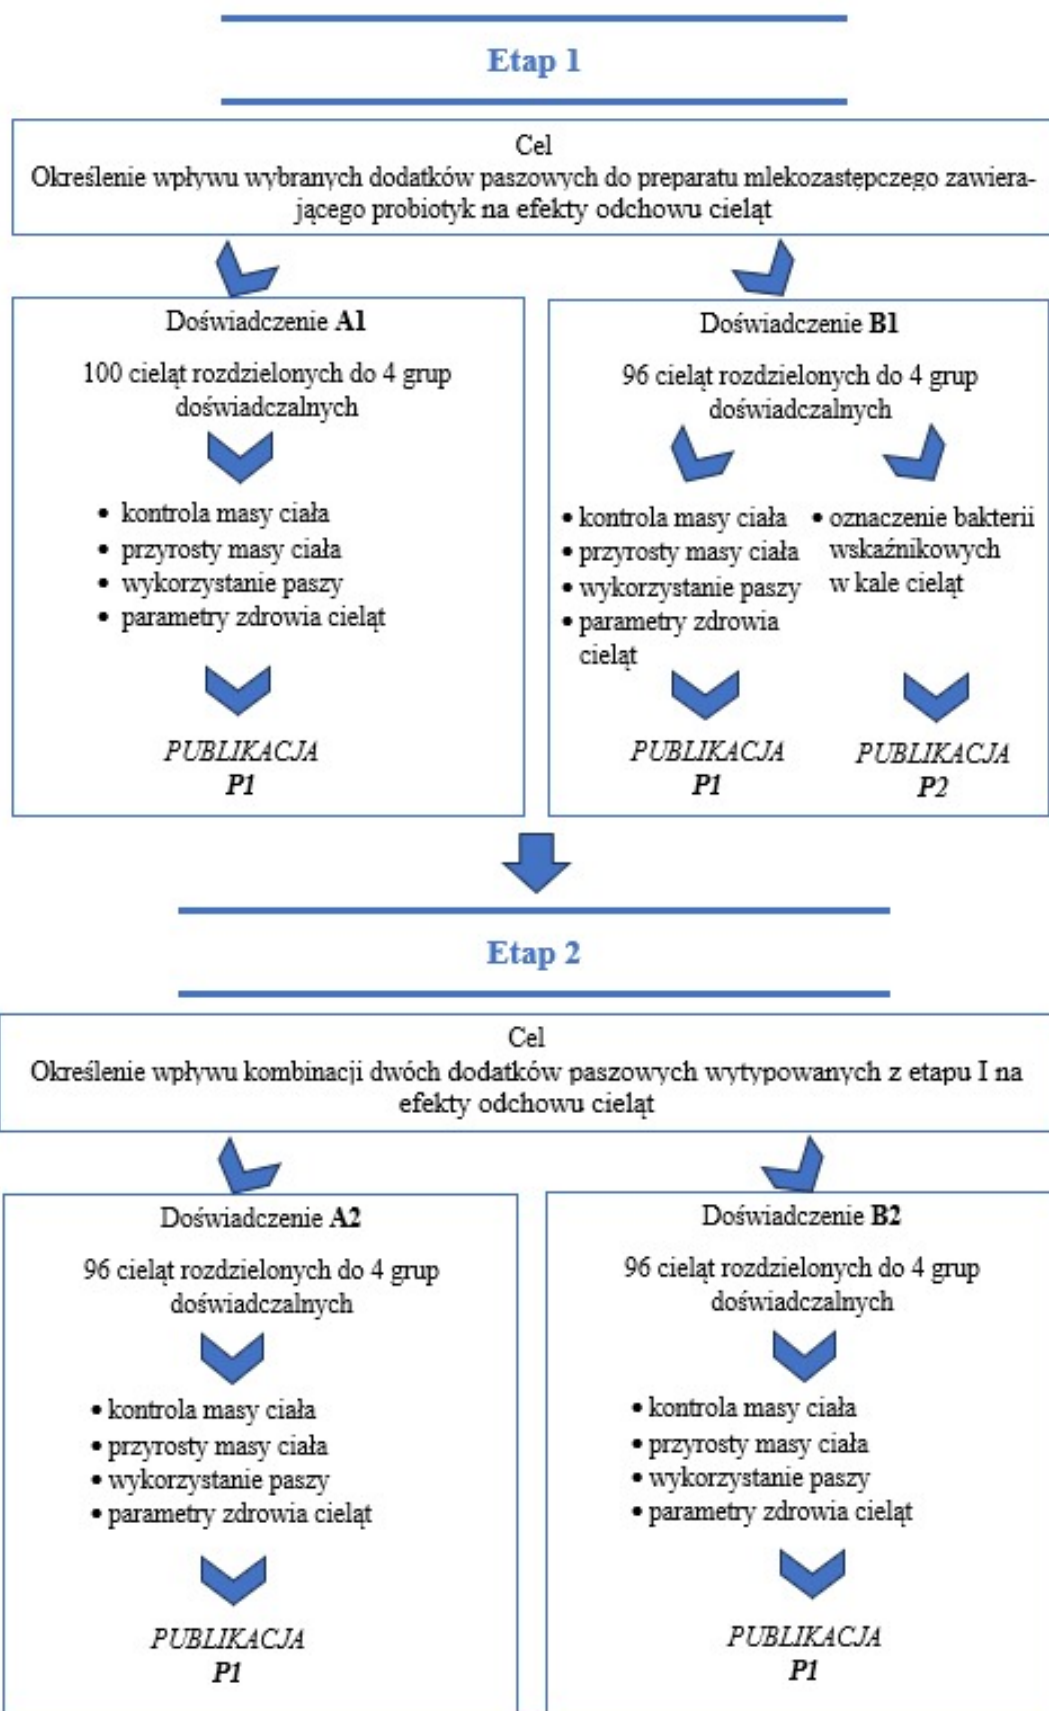 Etap 1
Cel
Określenie wpływu wybranych dodatków paszowych do preparatu mlekozastępczego zawiera-
jącego probiotyk na efekty odchowu cieląt
Doświadczenie A1
100 cieląt rozdzielonych do 4 grup
doświadczalnych
• kontrola masy ciała
• przyrosty masy ciała
• wykorzystanie paszy
• parametry zdrowia cieląt
PUBLIKACJA
P1
Doświadczenie B1
96 cieląt rozdzielonych do 4 grup
doświadczalnych
• kontrola masy ciała
• przyrosty masy ciała
• wykorzystanie paszy
• parametry zdrowia
cieląt
PUBLIKACJA
P1
• oznaczenie bakterii
wskaźnikowych
w kale cieląt
PUBLIKACJA
P2
Etap 2
Cel
Określenie wpływu kombinacji dwóch dodatków paszowych wytypowanych z etapu I na
efekty odchowu cieląt
Doświadczenie A2
96 cieląt rozdzielonych do 4 grup
doświadczalnych
• kontrola masy ciała
• przyrosty masy ciała
• wykorzystanie paszy
• parametry zdrowia cieląt
PUBLIKACJA
P1
Doświadczenie B2
96 cieląt rozdzielonych do 4 grup
doświadczalnych
• kontrola masy ciała
• przyrosty masy ciała
• wykorzystanie paszy
• parametry zdrowia cieląt
PUBLIKACJA
P1